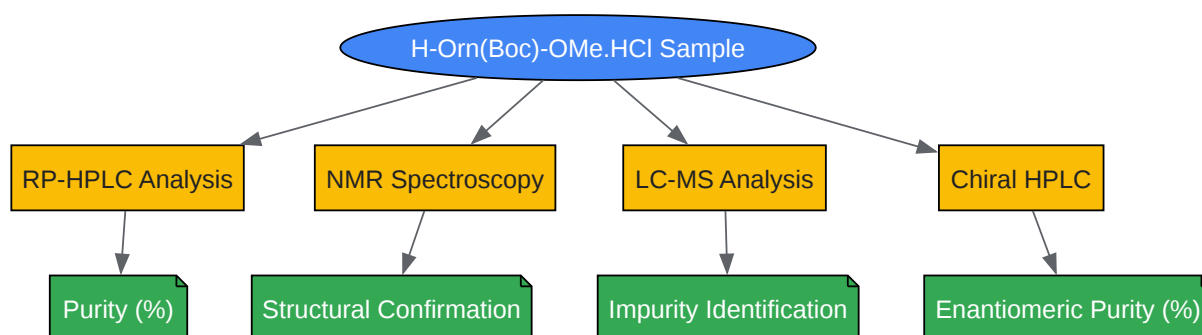 H-Orn(Boc)-OMe.HCl Sample
RP-HPLC Analysis
NMR Spectroscopy
LC-MS Analysis
Chiral HPLC
Purity (%)
Structural Confirmation
Impurity Identification
Enantiomeric Purity (%)